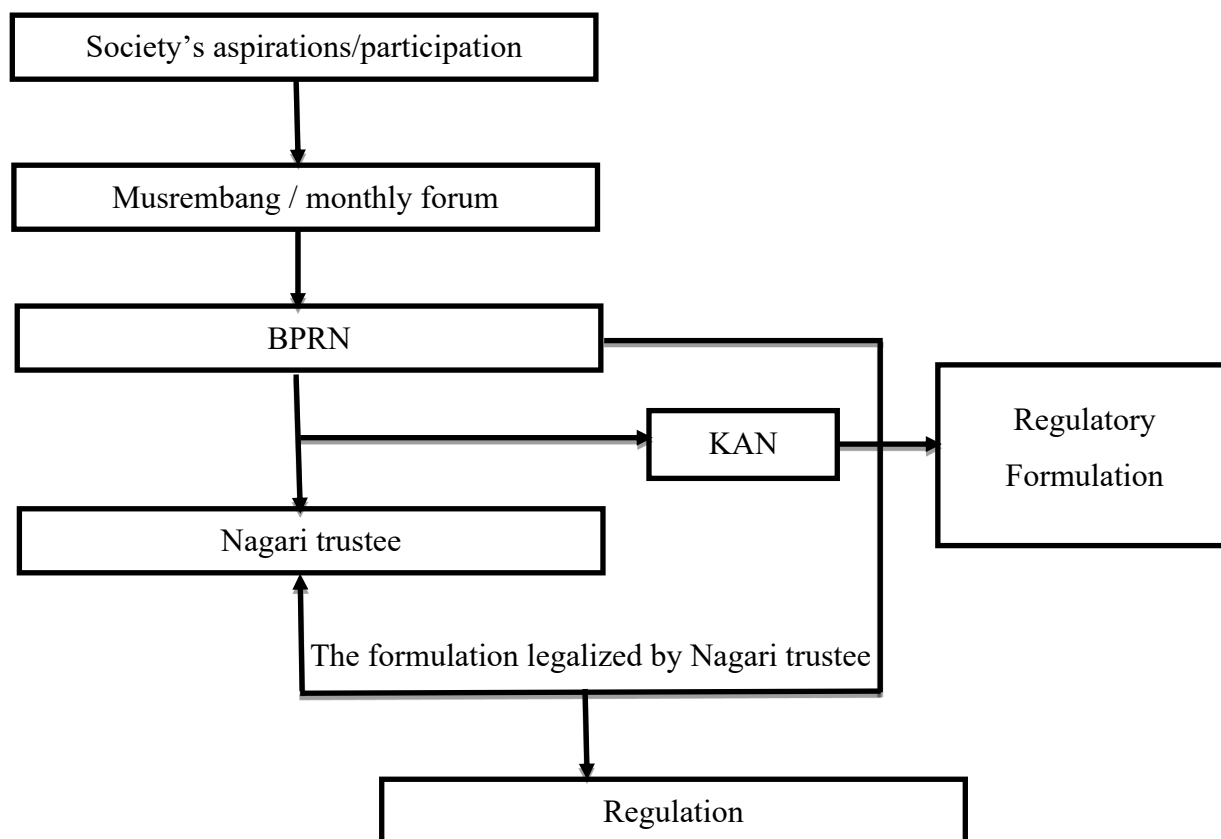 Society’s aspirations/participation
Musrembang / monthly forum
BPRN
KAN
Regulatory
Formulation
Nagari trustee
The formulation legalized by Nagari trustee
Regulation